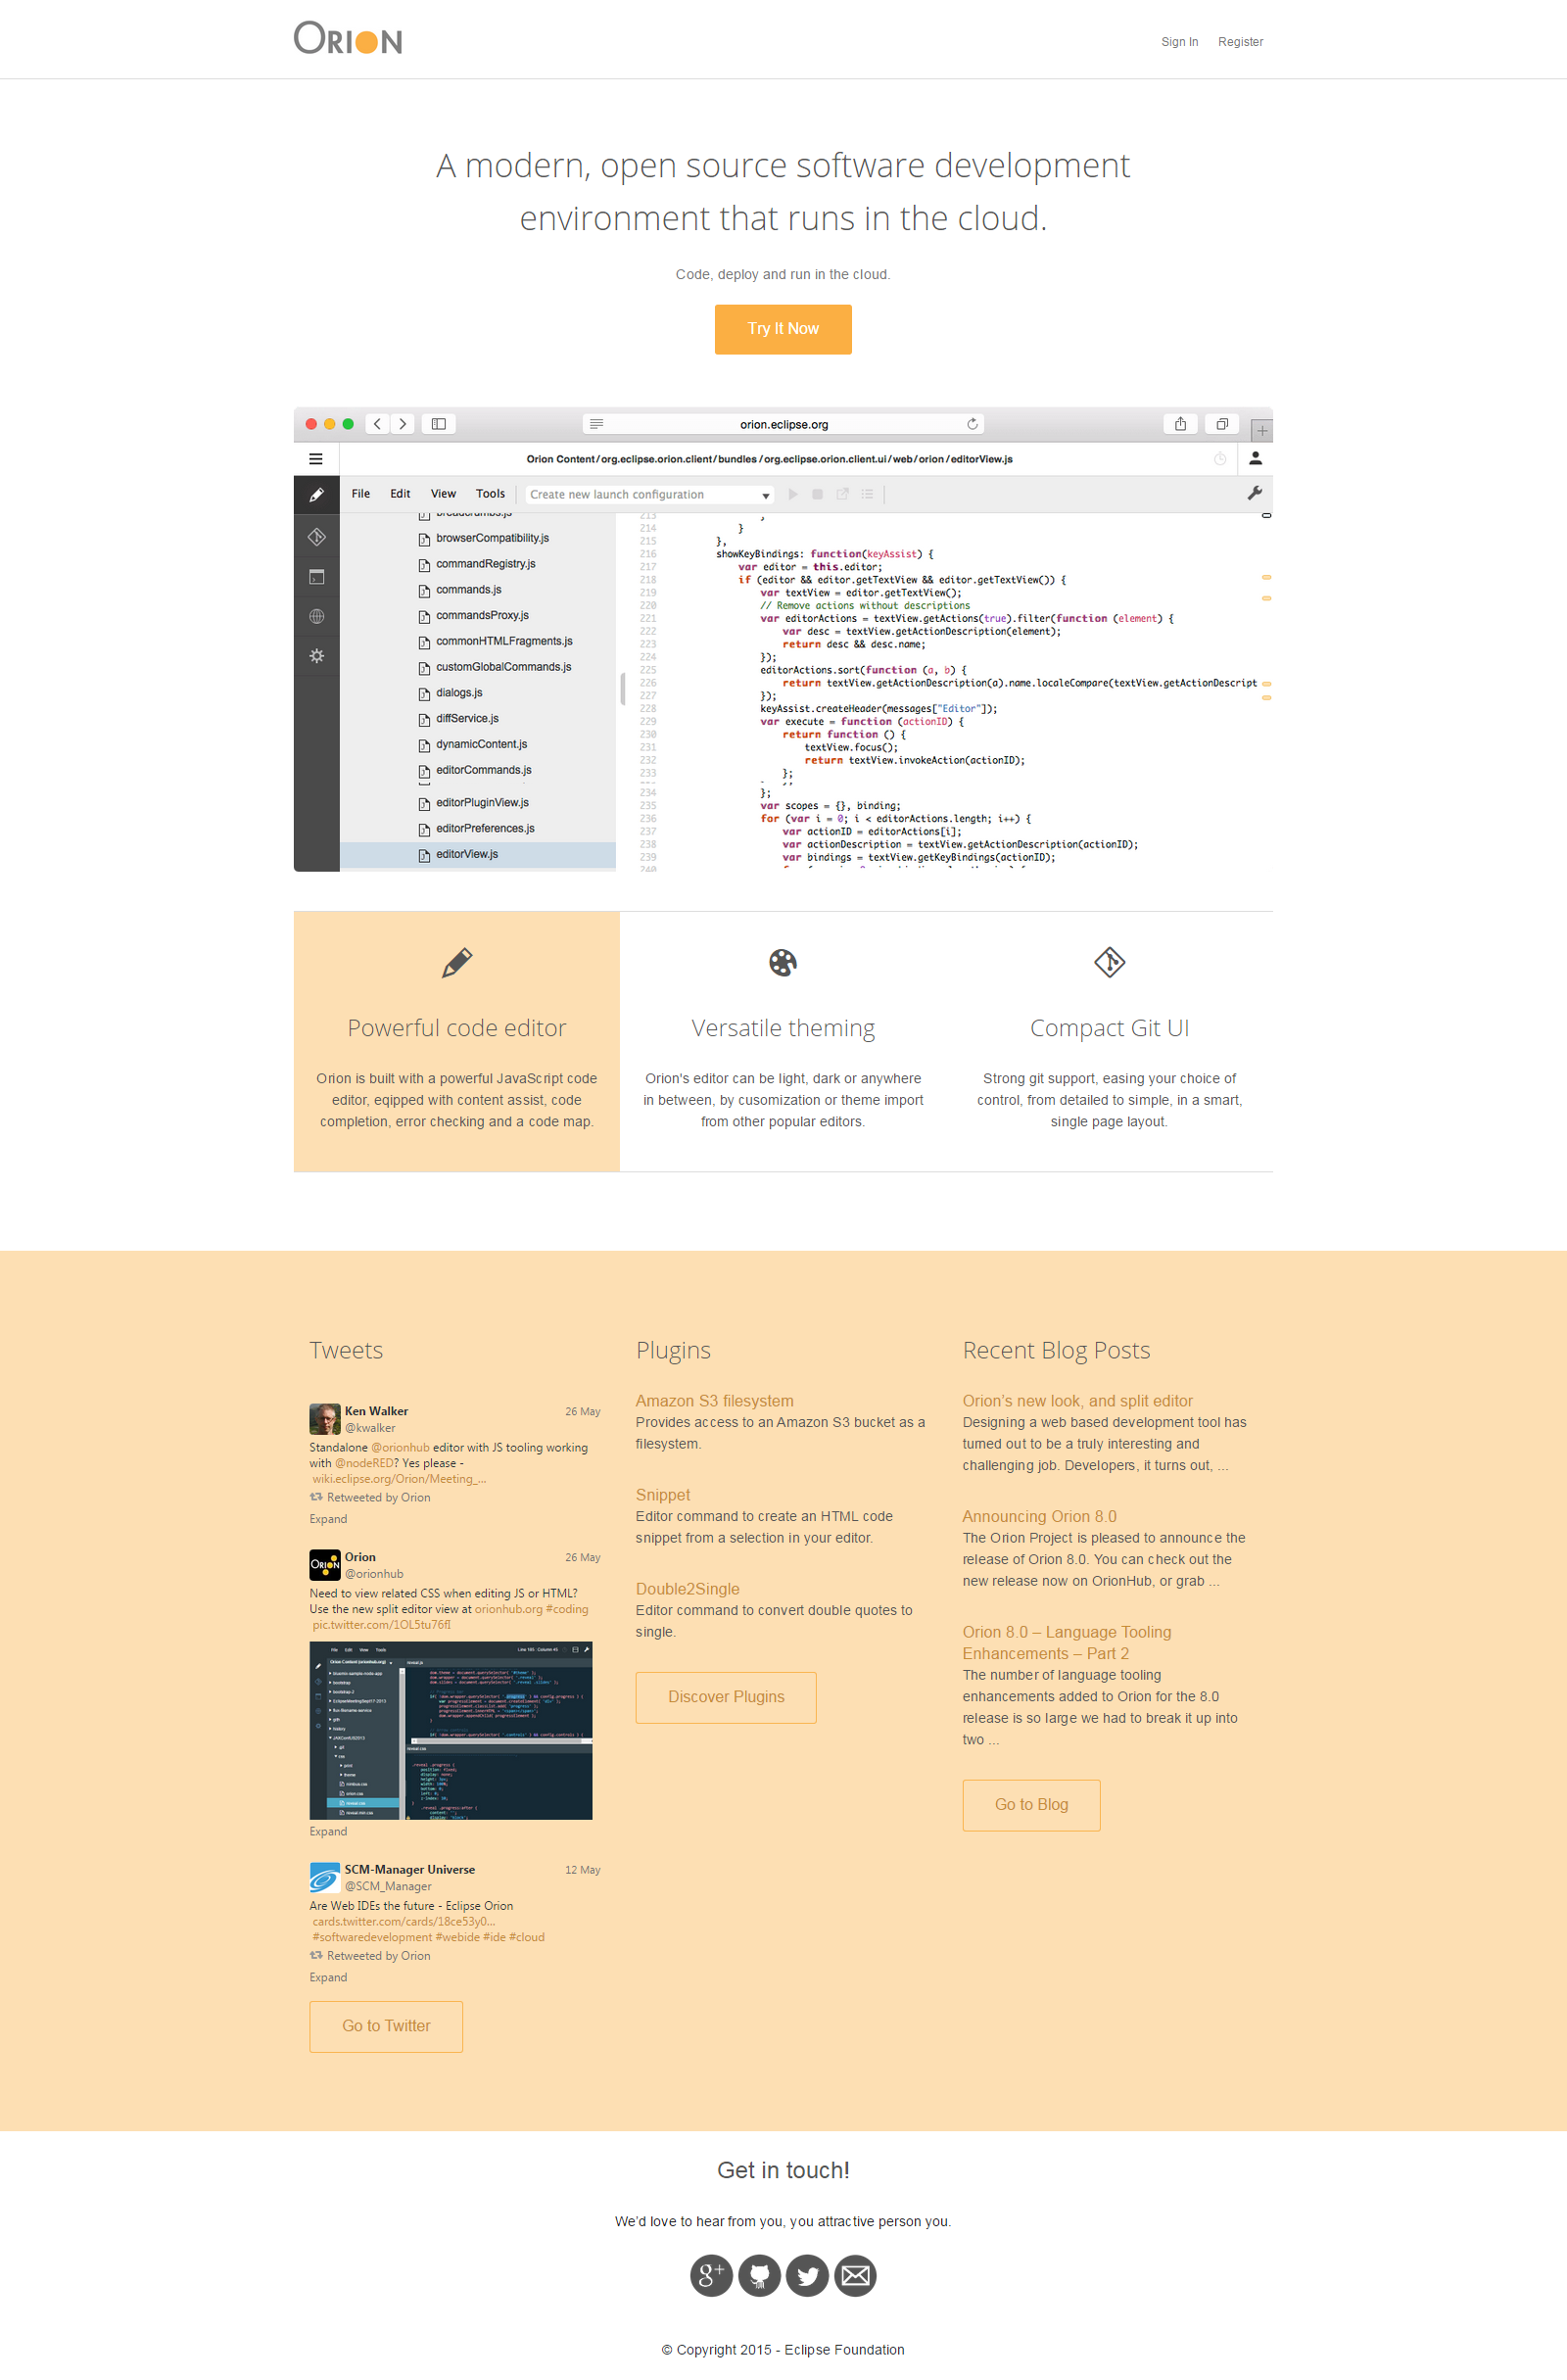 ORION
Sign In Register
A modern, open source software development
environment that runs in the cloud.
Code, deploy and run in the cloud.
Try It Now
orion.eclipse.org
Orion Content/org.eclipse.orion.client/bundles/org.eclipse.orion.client.ui/web/orion/editorView.js
File Edit View Tools Create new launch configuration
browserCompatibility.js
commandRegistry.js
commands.js
commandsProxy.js
commonHTMLFragments.js
customGlobalCommands.js
dialogs.js
diffService.js
dynamicContent.js
editorCommands.js
editorPluginView.js
editorPreferences.js
editorView.js
213 }
214 }
215 },
216 showKeyBindings: function(keyAssist) {
217 var editor = this.editor;
218 if (editor && editor.getTextView && editor.getTextView()) {
219 var textView = editor.getTextView();
220 // Remove actions without descriptions
221 var editorActions = textView.getActions(true).filter(function (element) {
222 var desc = textView.getActionDescription(element);
223 return desc && desc.name;
224 });
225 editorActions.sort(function (a, b) {
226 return textView.getActionDescription(a).name.localeCompare(textView.getActionDescript
227 });
228 keyAssist.createHeader(messages["Editor"]);
229 var execute = function (actionID) {
230 return function () {
231 textView.focus();
232 return textView.invokeAction(actionID);
233 };
234 };
235 var scopes = {}, binding;
236 for (var i = 0; i < editorActions.length; i++) {
237 var actionID = editorActions[i];
238 var actionDescription = textView.getActionDescription(actionID);
239 var bindings = textView.getKeyBindings(actionID);
Powerful code editor
Orion is built with a powerful JavaScript code
editor, eqipped with content assist, code
completion, error checking and a code map.
Versatile theming
Orion's editor can be light, dark or anywhere
in between, by cusomization or theme import
from other popular editors.
Compact Git UI
Strong git support, easing your choice of
control, from detailed to simple, in a smart,
single page layout.
Tweets
Ken Walker 26 May
@kwalker
Standalone @orionhub editor with JS tooling working
with @nodeRED? Yes please -
wiki.eclipse.org/Orion/Meeting_...
Retweeted by Orion
Expand
ORION
Orion 26 May
@orionhub
Need to view related CSS when editing JS or HTML?
Use the new split editor view at orionhub.org #coding
pic.twitter.com/1OL5tu76fI
Expand
SCM-Manager Universe 12 May
@SCM_Manager
Are Web IDEs the future - Eclipse Orion
cards.twitter.com/cards/18ce53y0...
#softwaredevelopment #webide #ide #cloud
Retweeted by Orion
Expand
Go to Twitter
Plugins
Amazon S3 filesystem
Provides access to an Amazon S3 bucket as a
filesystem.
Snippet
Editor command to create an HTML code
snippet from a selection in your editor.
Double2Single
Editor command to convert double quotes to
single.
Discover Plugins
Recent Blog Posts
Orion’s new look, and split editor
Designing a web based development tool has
turned out to be a truly interesting and
challenging job. Developers, it turns out, ...
Announcing Orion 8.0
The Orion Project is pleased to announce the
release of Orion 8.0. You can check out the
new release now on OrionHub, or grab ...
Orion 8.0 – Language Tooling
Enhancements – Part 2
The number of language tooling
enhancements added to Orion for the 8.0
release is so large we had to break it up into
two ...
Go to Blog
Get in touch!
We'd love to hear from you, you attractive person you.
© Copyright 2015 - Eclipse Foundation